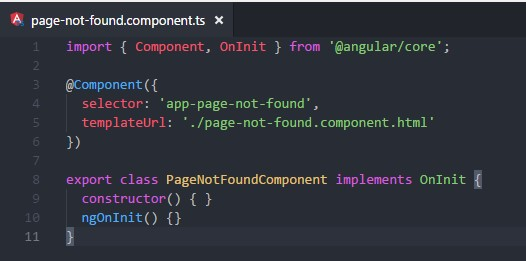 page-not-found.component.ts ×
1 import { Component, OnInit } from '@angular/core';
2
3 @Component({
4   selector: 'app-page-not-found',
5   templateUrl: './page-not-found.component.html'
6 })
7
8 export class PageNotFoundComponent implements OnInit {
9   constructor() { }
10   ngOnInit() {}
11 }